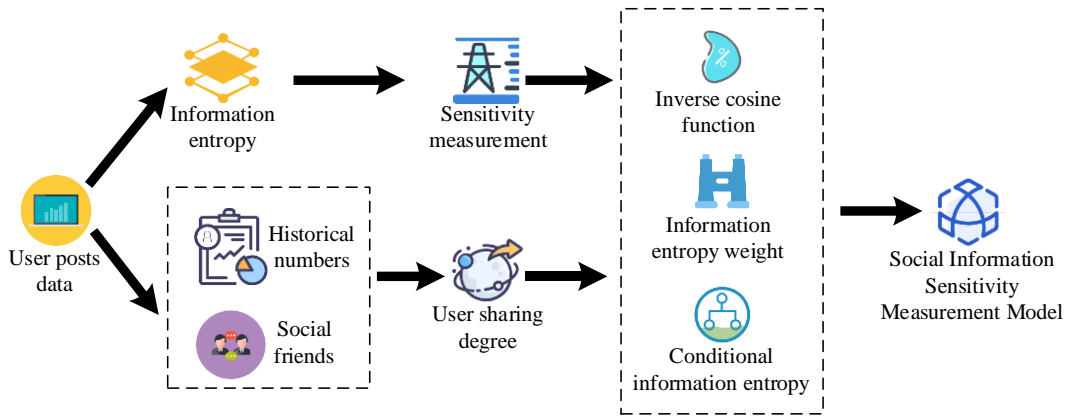 Information
entropy
Sensitivity
measurement
Inverse cosine
function
User posts
data
Historical
numbers
Social
friends
User sharing
degree
Information
entropy weight
Conditional
information entropy
Social Information
Sensitivity
Measurement Model